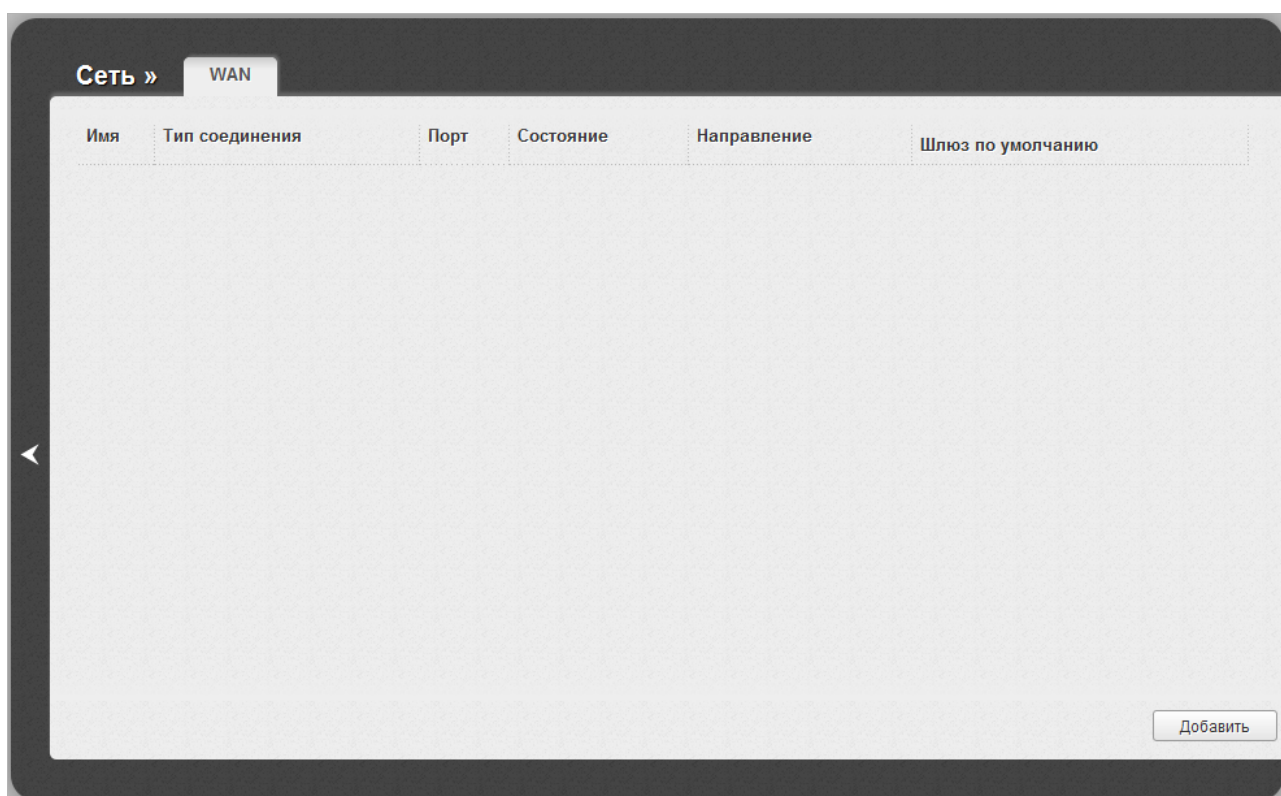 Сеть » WAN
Имя Тип соединения Порт Состояние Направление Шлюз по умолчанию
Добавить